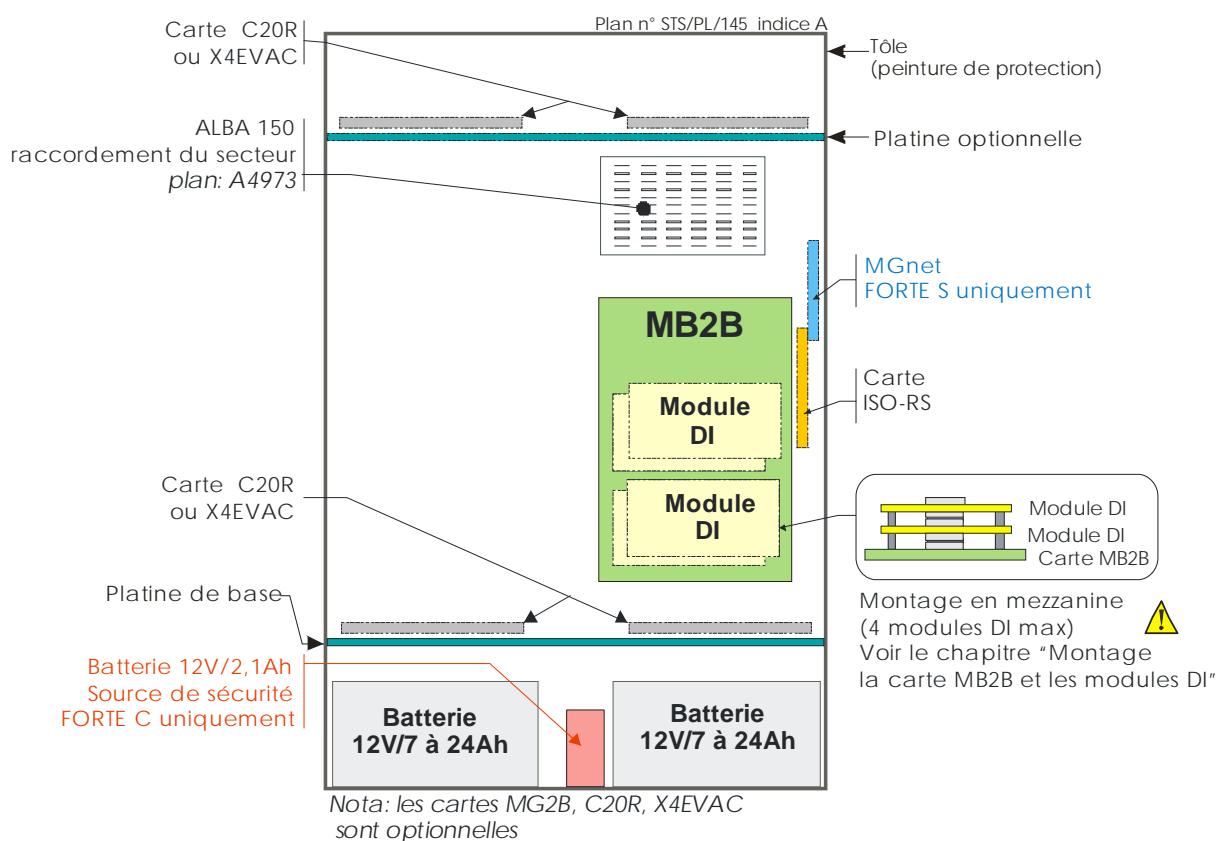 Plan n° STS/PL/145 indice A
Carte C20R
ou X4EVAC
Tôle
(peinture de protection)
ALBA 150
raccordement du secteur
plan: A4973
Platine optionnelle
MGnet
FORTE S uniquement
MB2B
Carte
ISO-RS
Module
DI
Carte C20R
ou X4EVAC
Module
DI
Module DI
Module DI
Carte MB2B
Platine de base
Montage en mezzanine
(4 modules DI max)
Voir le chapitre "Montage
la carte MB2B et les modules DI"
Batterie 12V/2,1Ah
Source de sécurité
FORTE C uniquement
Batterie
12V/7 à 24Ah
Batterie
12V/7 à 24Ah
Nota: les cartes MG2B, C20R, X4EVAC
sont optionnelles